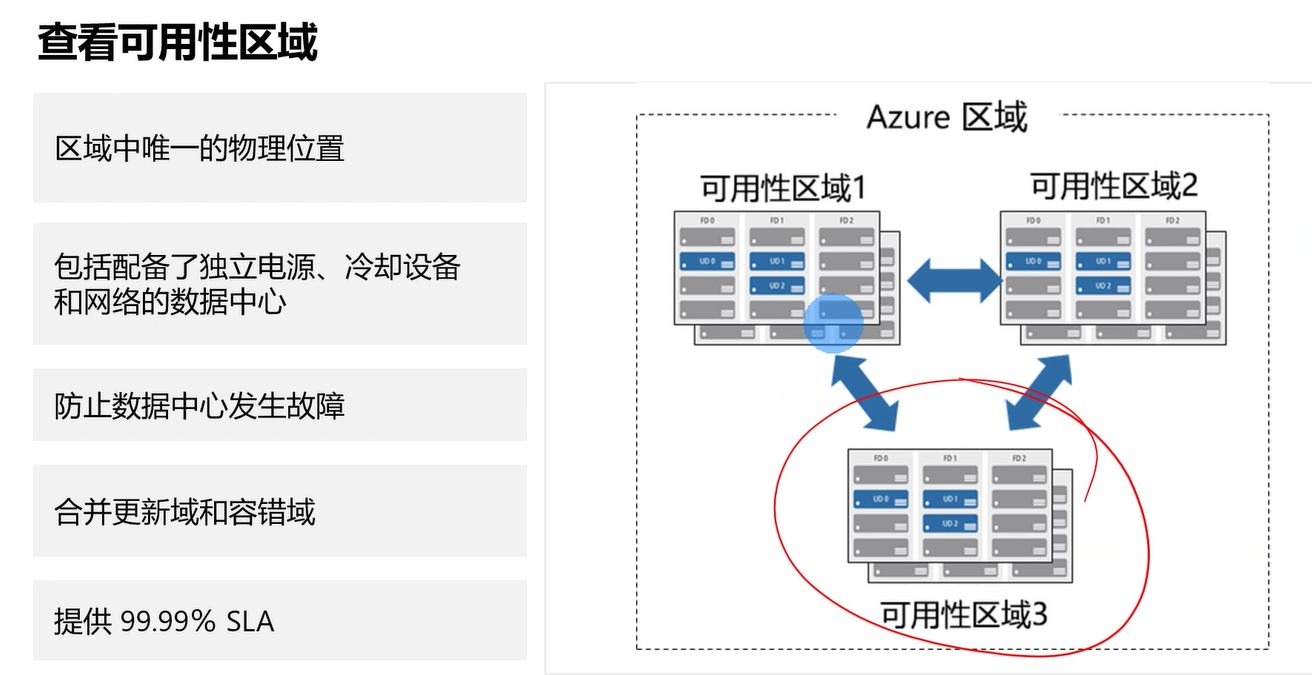 查看可用性区域
区域中唯一的物理位置
包括配备了独立电源、冷却设备
和网络的数据中心
防止数据中心发生故障
合并更新域和容错域
提供 99.99% SLA
Azure 区域
可用性区域1
FD 0 FD 1 FD 2
UD 0 UD 1
UD 2
可用性区域2
FD 0 FD 1 FD 2
UD 0 UD 1
UD 2
FD 0 FD 1 FD 2
UD 0 UD 1
UD 2
可用性区域3